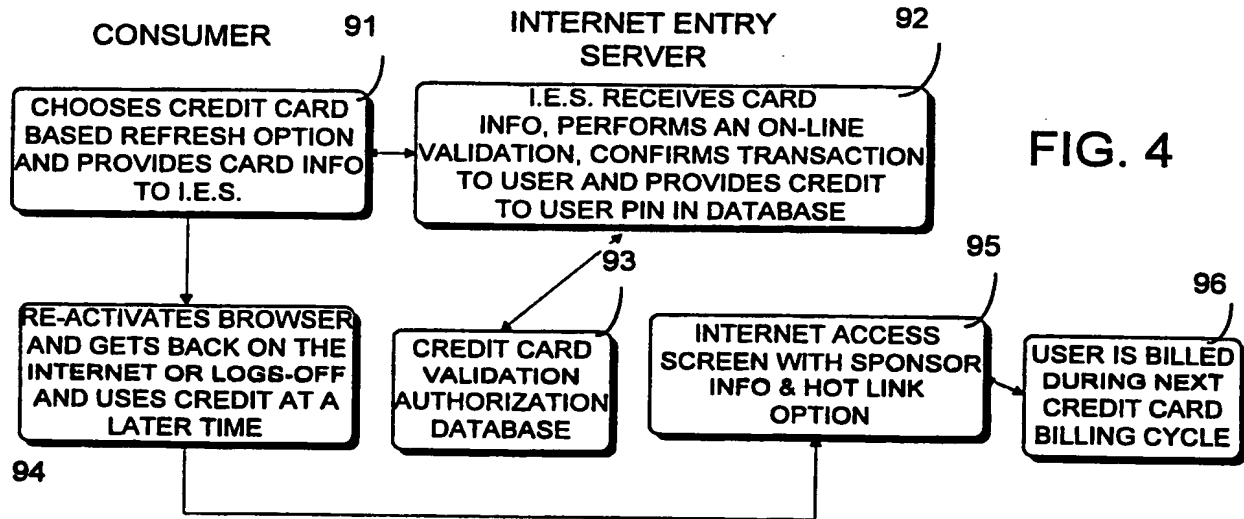 CONSUMER
91
INTERNET ENTRY
SERVER
92
CHOOSES CREDIT CARD
BASED REFRESH OPTION
AND PROVIDES CARD INFO
TO I.E.S.
I.E.S. RECEIVES CARD
INFO, PERFORMS AN ON-LINE
VALIDATION, CONFIRMS TRANSACTION
TO USER AND PROVIDES CREDIT
TO USER PIN IN DATABASE
FIG. 4
RE-ACTIVATES BROWSER
AND GETS BACK ON THE
INTERNET OR LOGS-OFF
AND USES CREDIT AT A
LATER TIME
94
93
CREDIT CARD
VALIDATION
AUTHORIZATION
DATABASE
95
INTERNET ACCESS
SCREEN WITH SPONSOR
INFO & HOT LINK
OPTION
96
USER IS BILLED
DURING NEXT
CREDIT CARD
BILLING CYCLE